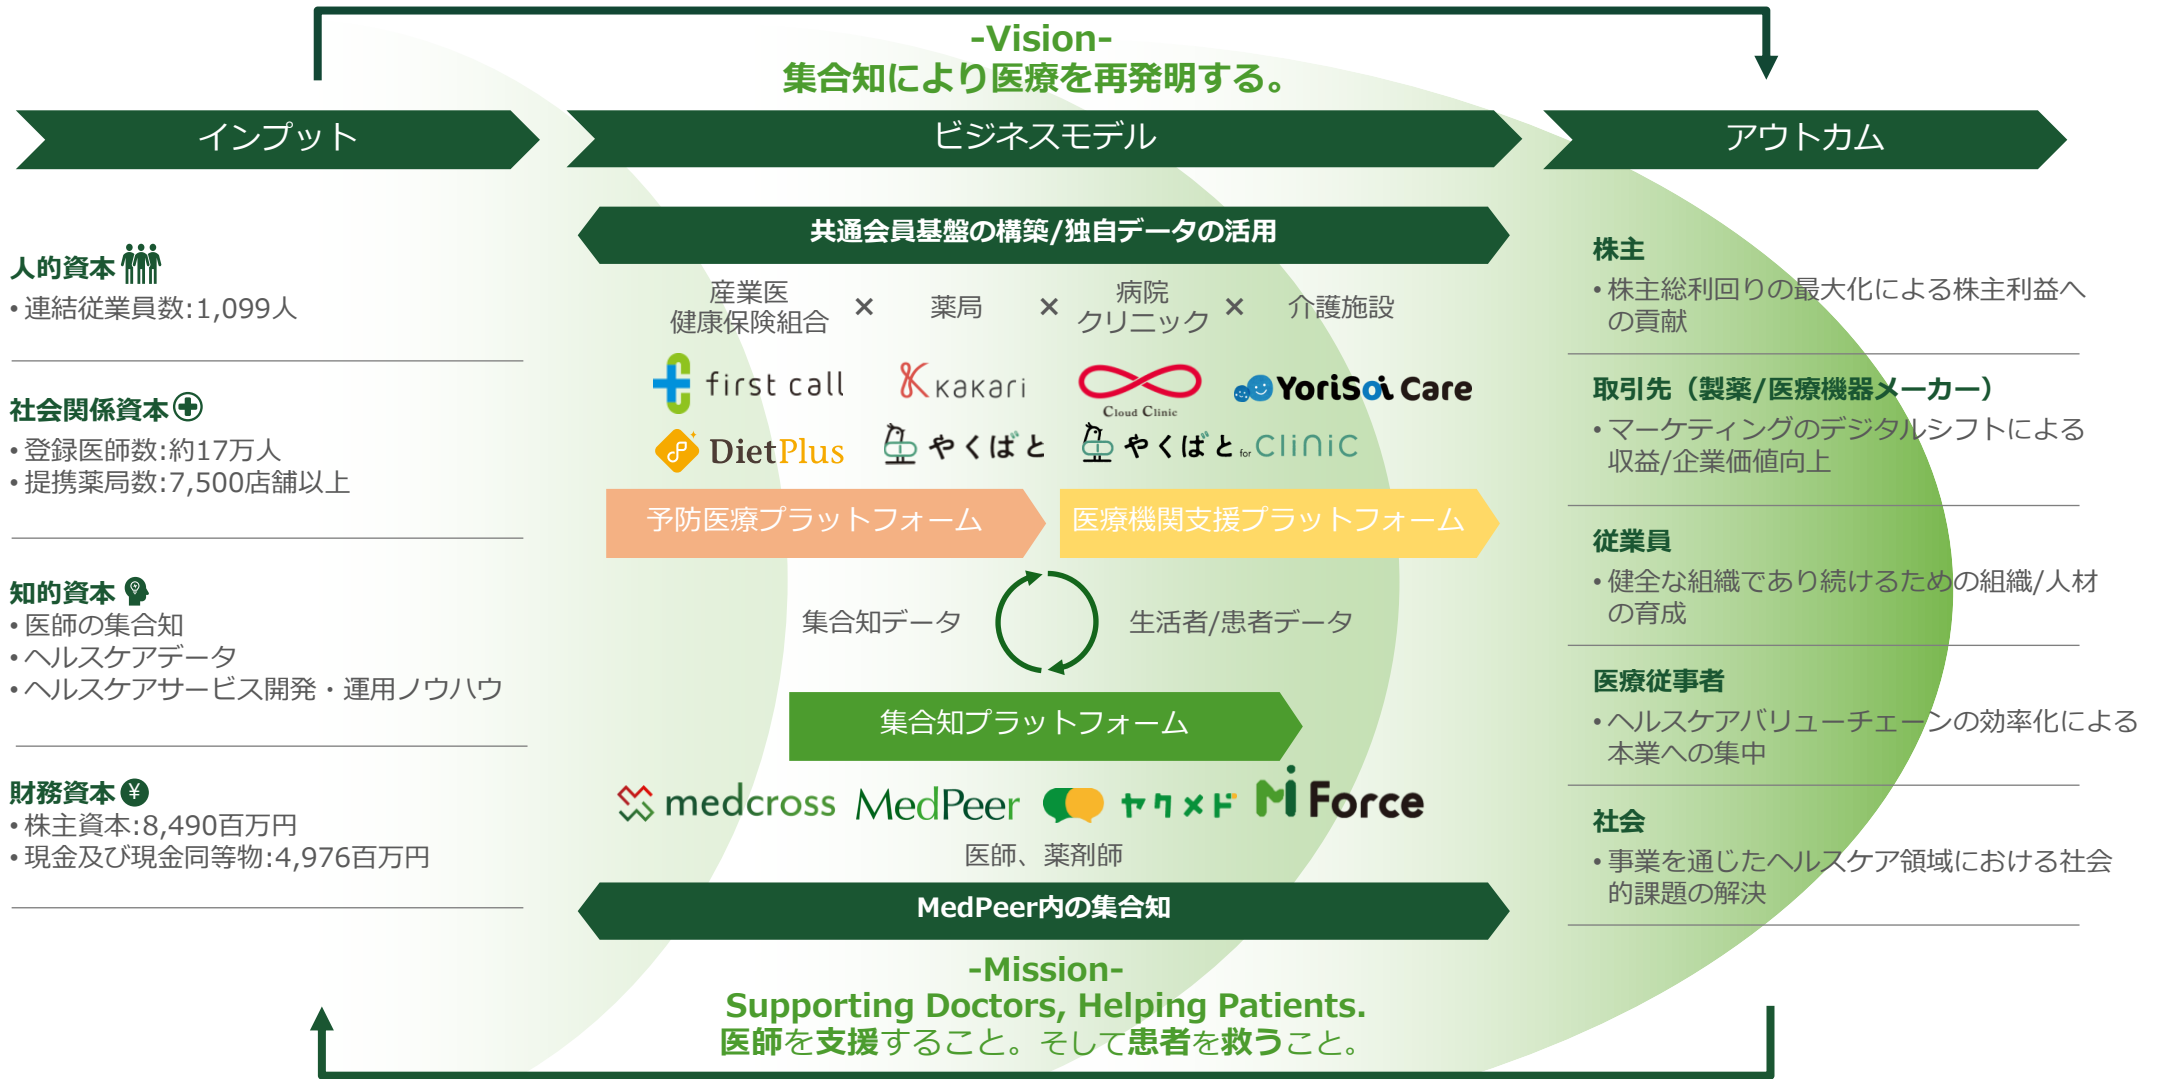 -Vision-
集合知により医療を再発明する。
インプット
ビジネスモデル
アウトカム
人的資本
• 連結従業員数:1,099人
社会関係資本
• 登録医師数:約17万人
• 提携薬局数:7,500店舗以上
知的資本
• 医師の集合知
• ヘルスケアデータ
• ヘルスケアサービス開発・運用ノウハウ
財務資本 ¥
• 株主資本:8,490百万円
• 現金及び現金同等物:4,976百万円
共通会員基盤の構築/独自データの活用
産業医
健康保険組合
×
薬局
×
病院
クリニック
×
介護施設
first call
kakari
Cloud Clinic
YoriSoi Care
DietPlus
やくばと
やくばと for CliniC
予防医療プラットフォーム
医療機関支援プラットフォーム
集合知データ
生活者/患者データ
集合知プラットフォーム
medcross
MedPeer
ヤクメド
Mi Force
医師、薬剤師
MedPeer内の集合知
株主
• 株主総利回りの最大化による株主利益へ
の貢献
取引先（製薬/医療機器メーカー）
• マーケティングのデジタルシフトによる
収益/企業価値向上
従業員
• 健全な組織であり続けるための組織/人材
の育成
医療従事者
• ヘルスケアバリューチェーンの効率化による
本業への集中
社会
• 事業を通じたヘルスケア領域における社会
的課題の解決
-Mission-
Supporting Doctors, Helping Patients.
医師を支援すること。そして患者を救うこと。